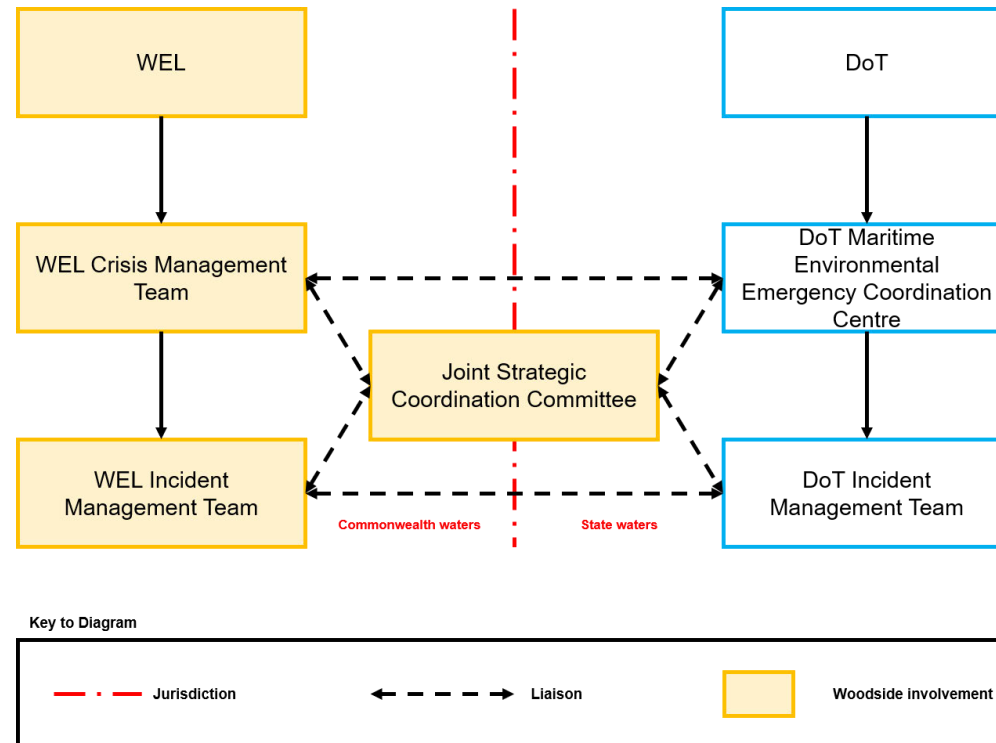 WEL
DoT
WEL Crisis Management
Team
DoT Maritime
Environmental
Emergency Coordination
Centre
Joint Strategic
Coordination Committee
WEL Incident
Management Team
DoT Incident
Management Team
Commonwealth waters
State waters
Key to Diagram
Jurisdiction
Liaison
Woodside involvement